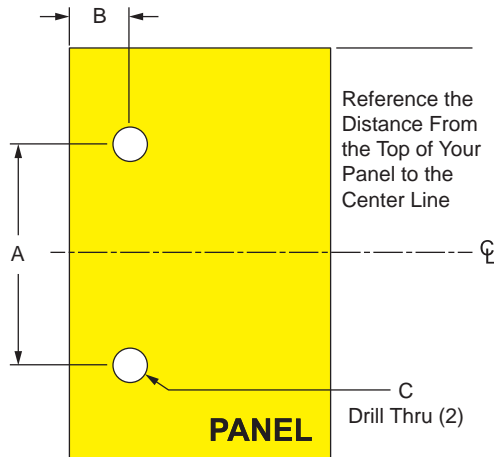 B
Reference the
Distance From
the Top of Your
Panel to the
Center Line
A
℄
C
Drill Thru (2)
PANEL